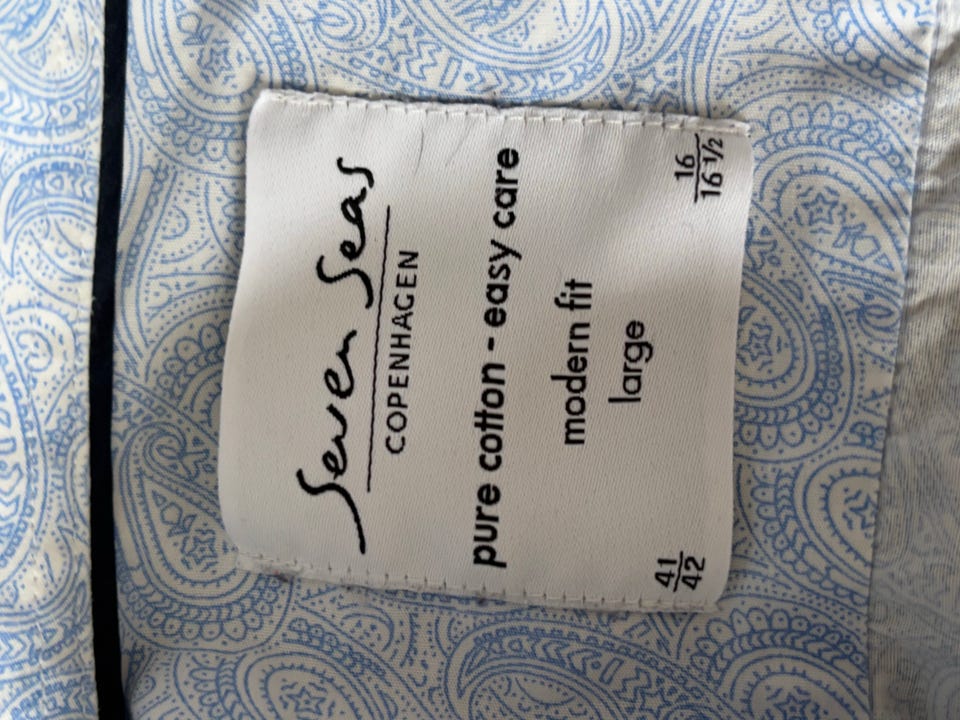 Seven Seas
COPENHAGEN
pure cotton - easy care
modern fit
large
41/42
16/16 ½